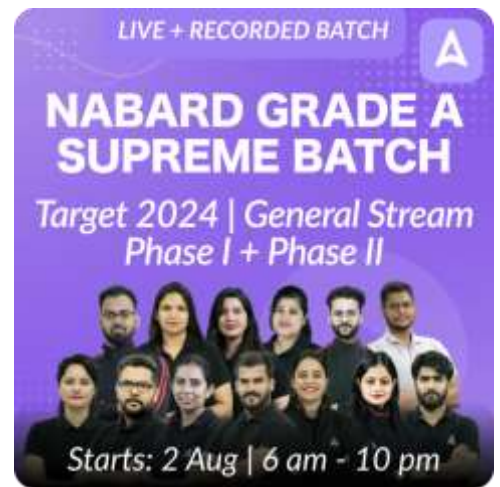 LIVE + RECORDED BATCH
NABARD GRADE A
SUPREME BATCH
Target 2024 | General Stream
Phase I + Phase II
Starts: 2 Aug | 6 am - 10 pm